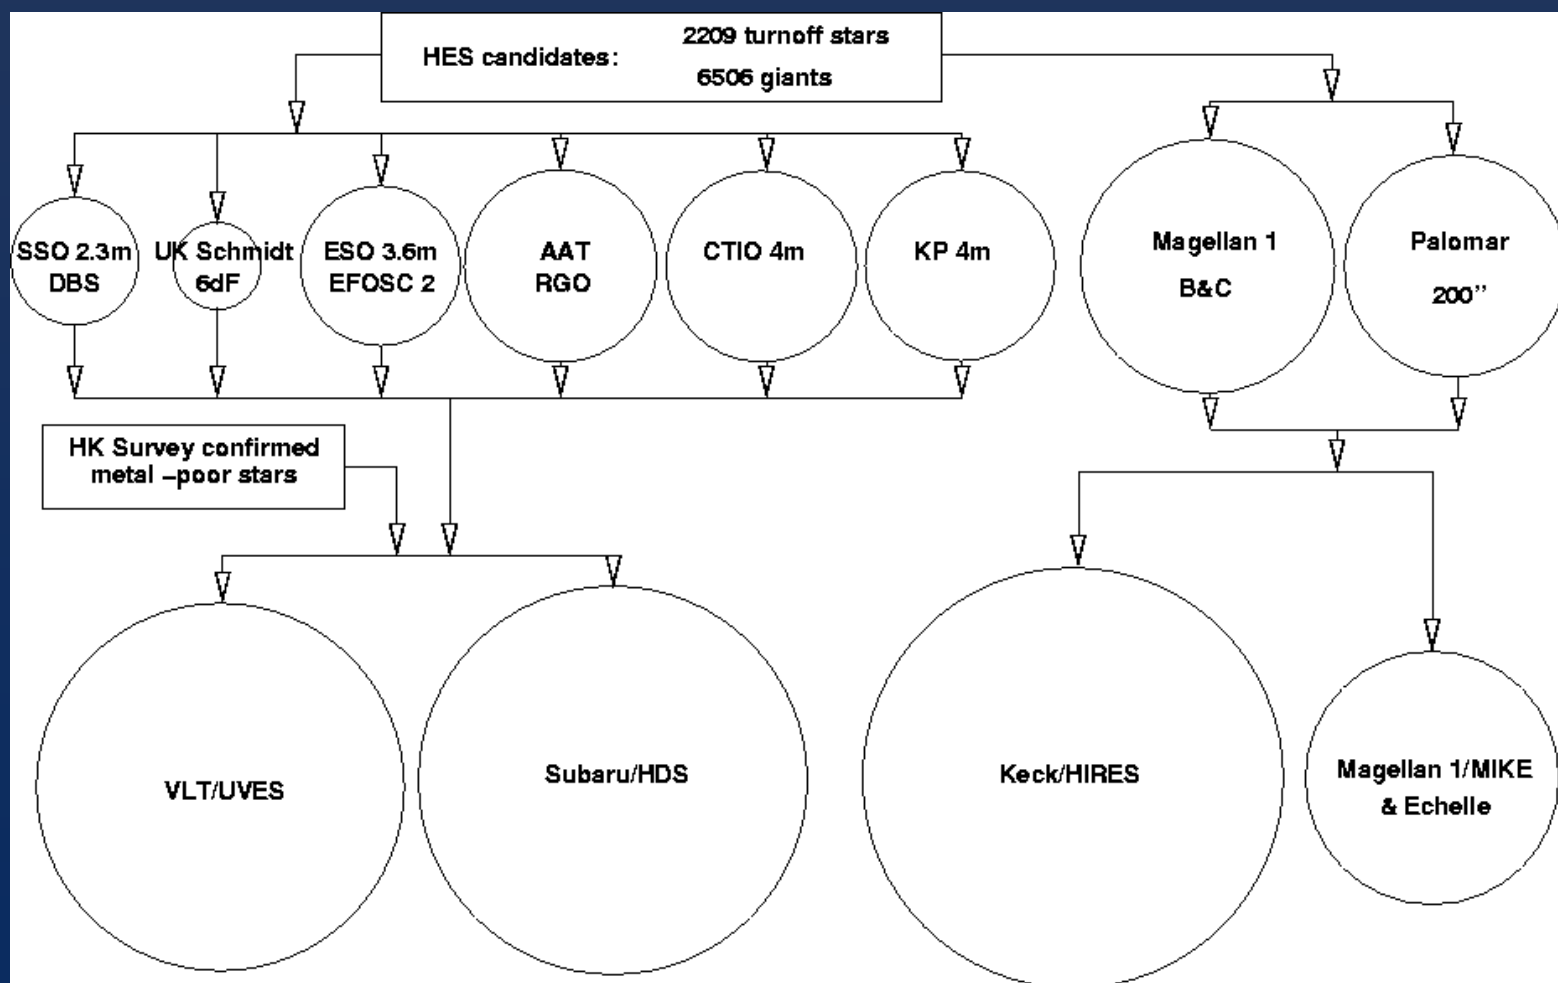 HES candidates:
2209 turnoff stars
6506 giants
SSO 2.3m
DBS
UK Schmidt
6dF
ESO 3.6m
EFOSC 2
AAT
RGO
CTIO 4m
KP 4m
Magellan 1
B&C
Palomar
200’’
HK Survey confirmed
metal –poor stars
VLT/UVES
Subaru/HDS
Keck/HIRES
Magellan 1/MIKE
& Echelle